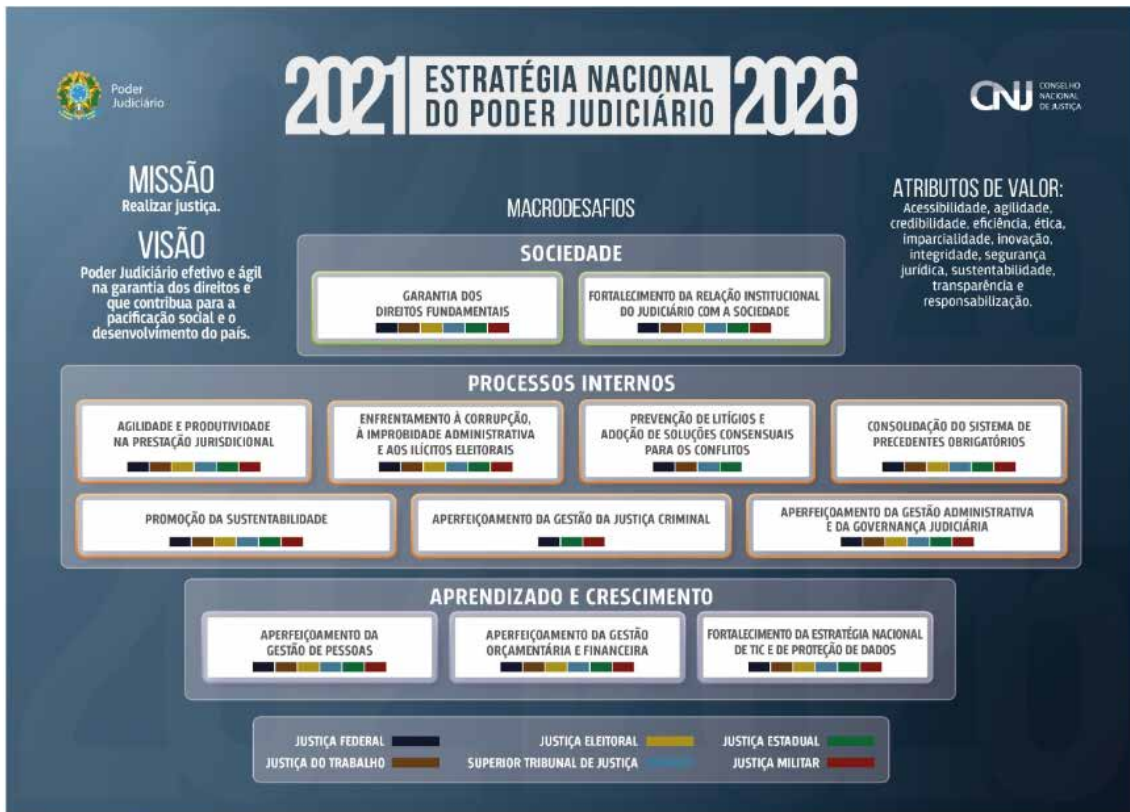 Poder
Judiciário
2021 ESTRATÉGIA NACIONAL
DO PODER JUDICIÁRIO 2026
CNJ CONSELHO
NACIONAL
DE JUSTIÇA
MISSÃO
Realizar justiça.
VISÃO
Poder Judiciário efetivo e ágil
na garantia dos direitos e
que contribua para a
pacificação social e o
desenvolvimento do país.
ATRIBUTOS DE VALOR:
Acessibilidade, agilidade,
credibilidade, eficiência, ética,
imparcialidade, inovação,
integridade, segurança
jurídica, sustentabilidade,
transparência e
responsabilização.
MACRODESAFIOS
SOCIEDADE
GARANTIA DOS
DIREITOS FUNDAMENTAIS
FORTALECIMENTO DA RELAÇÃO INSTITUCIONAL
DO JUDICIÁRIO COM A SOCIEDADE
PROCESSOS INTERNOS
AGILIDADE E PRODUTIVIDADE
NA PRESTAÇÃO JURISDICIONAL
ENFRENTAMENTO À CORRUPÇÃO,
À IMPROBIDADE ADMINISTRATIVA
E AOS ILÍCITOS ELEITORAIS
PREVENÇÃO DE LITÍGIOS E
ADOÇÃO DE SOLUÇÕES CONSENSUAIS
PARA OS CONFLITOS
CONSOLIDAÇÃO DO SISTEMA DE
PRECEDENTES OBRIGATÓRIOS
PROMOÇÃO DA SUSTENTABILIDADE
APERFEIÇOAMENTO DA GESTÃO DA JUSTIÇA CRIMINAL
APERFEIÇOAMENTO DA GESTÃO ADMINISTRATIVA
E DA GOVERNANÇA JUDICIÁRIA
APRENDIZADO E CRESCIMENTO
APERFEIÇOAMENTO DA
GESTÃO DE PESSOAS
APERFEIÇOAMENTO DA GESTÃO
ORÇAMENTÁRIA E FINANCEIRA
FORTALECIMENTO DA ESTRATÉGIA NACIONAL
DE TIC E DE PROTEÇÃO DE DADOS
JUSTIÇA FEDERAL
JUSTIÇA ELEITORAL
JUSTIÇA ESTADUAL
JUSTIÇA DO TRABALHO
SUPERIOR TRIBUNAL DE JUSTIÇA
JUSTIÇA MILITAR